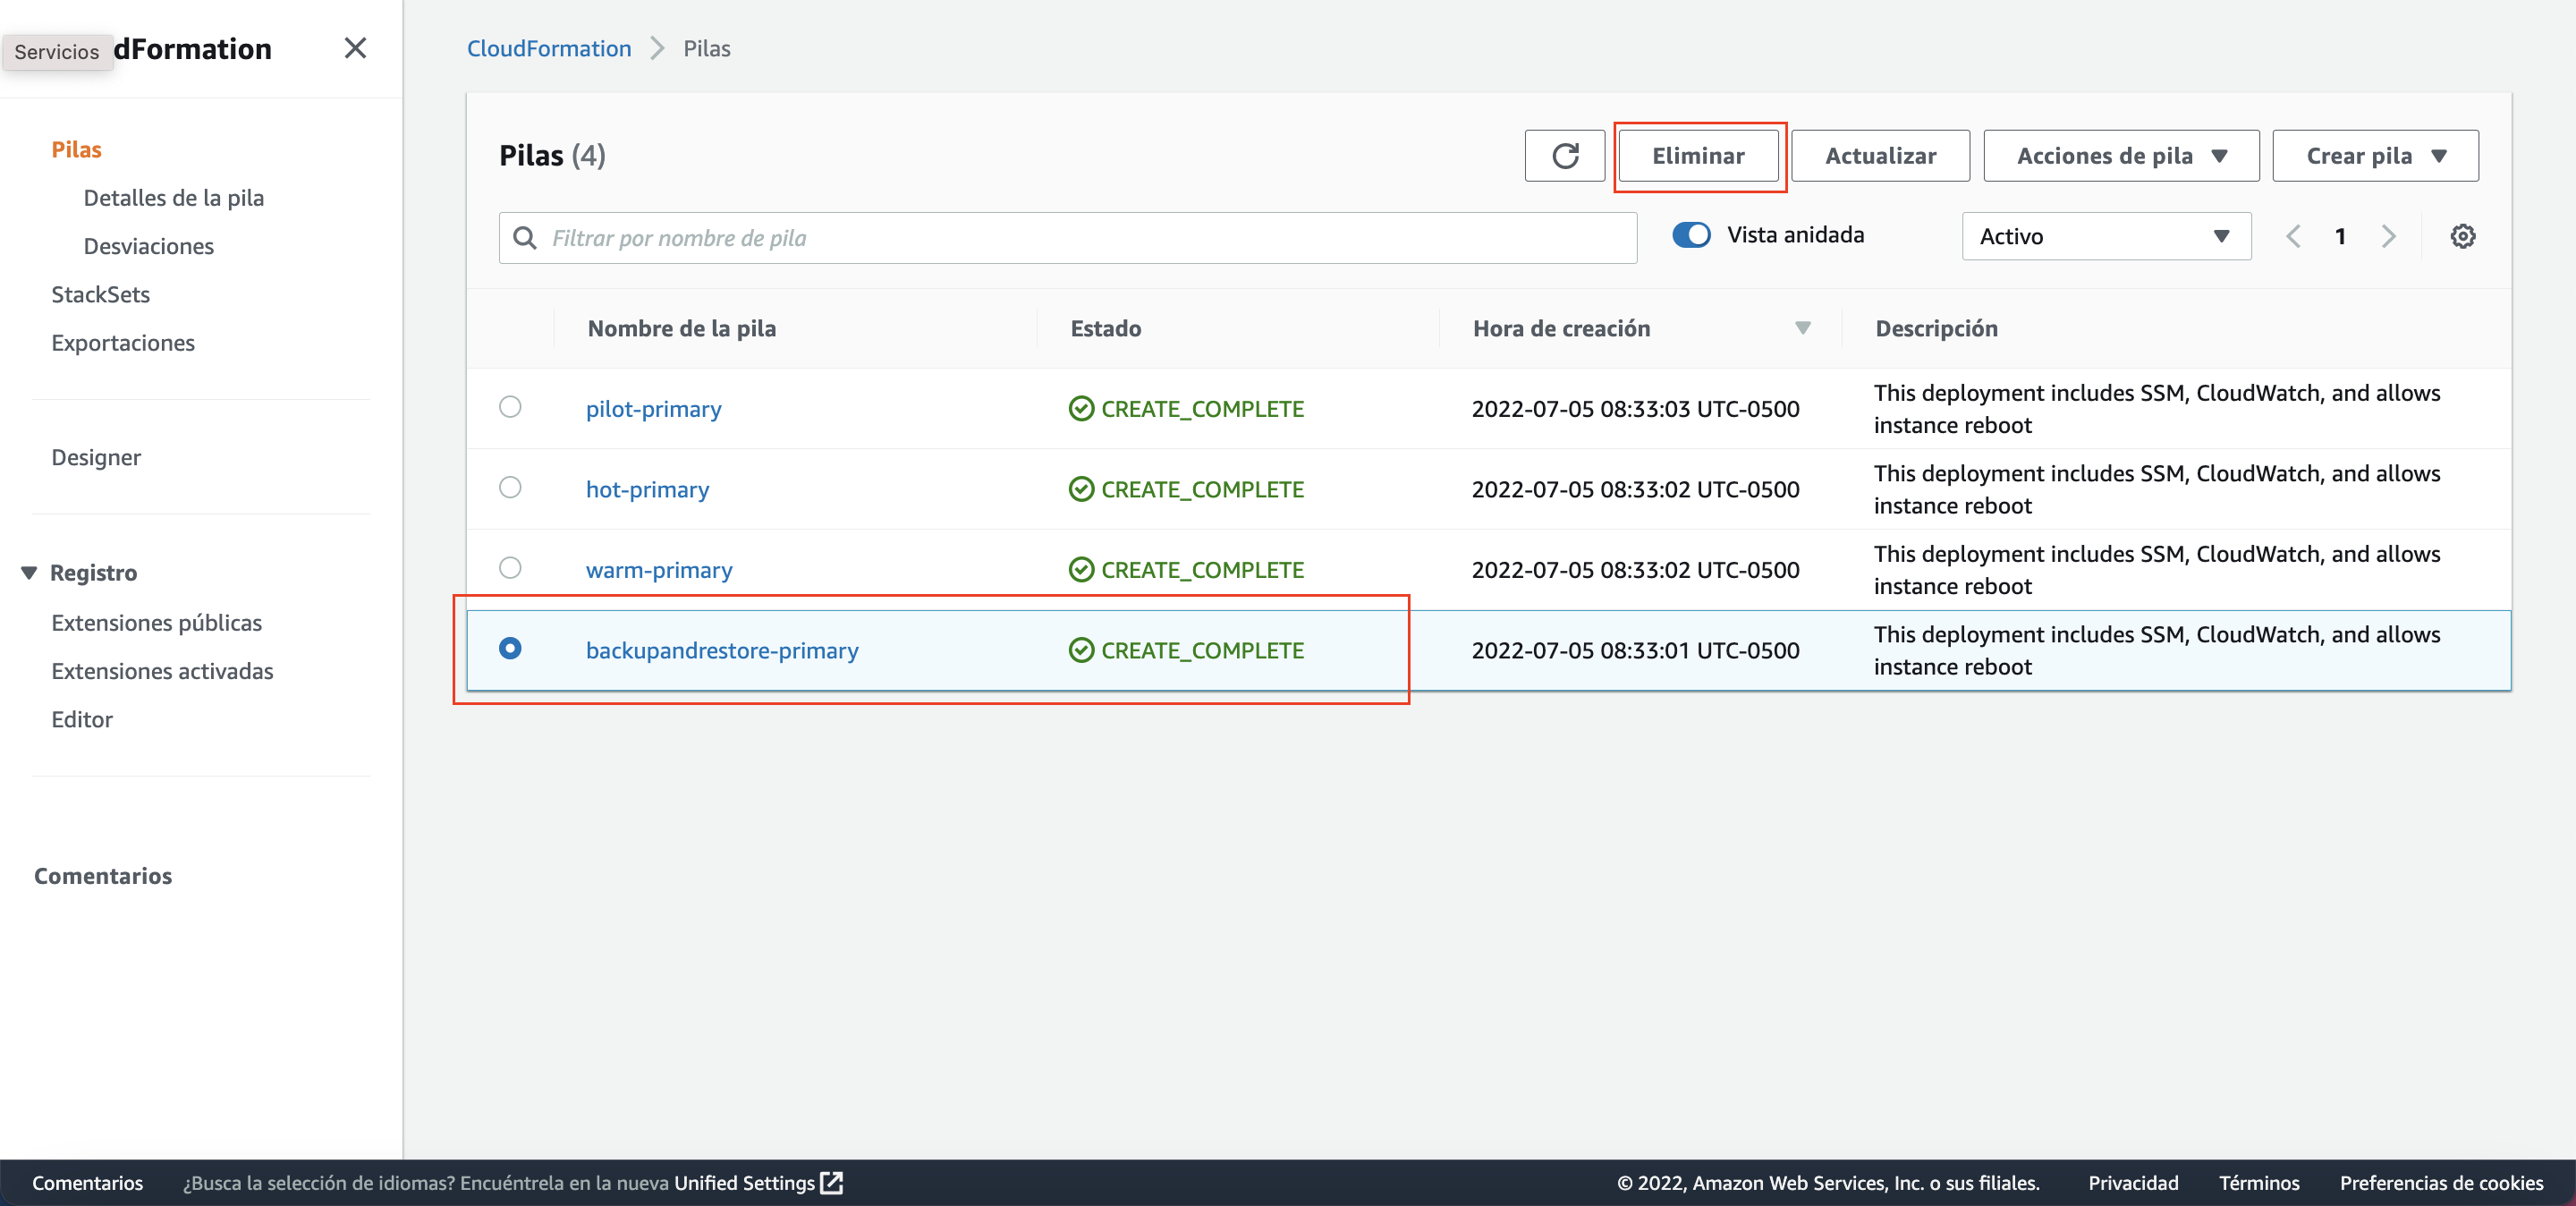 Servicios
dFormation
Pilas
Detalles de la pila
Desviaciones
StackSets
Exportaciones
Designer
Registro
Extensiones públicas
Extensiones activadas
Editor
Comentarios
CloudFormation
Pilas
Pilas (4)
Eliminar
Actualizar
Acciones de pila
Crear pila
Filtrar por nombre de pila
Vista anidada
Activo
1
Nombre de la pila
Estado
Hora de creación
Descripción
pilot-primary
CREATE_COMPLETE
2022-07-05 08:33:03 UTC-0500
This deployment includes SSM, CloudWatch, and allows
instance reboot
hot-primary
CREATE_COMPLETE
2022-07-05 08:33:02 UTC-0500
This deployment includes SSM, CloudWatch, and allows
instance reboot
warm-primary
CREATE_COMPLETE
2022-07-05 08:33:02 UTC-0500
This deployment includes SSM, CloudWatch, and allows
instance reboot
backupandrestore-primary
CREATE_COMPLETE
2022-07-05 08:33:01 UTC-0500
This deployment includes SSM, CloudWatch, and allows
instance reboot
Comentarios
¿Busca la selección de idiomas? Encuéntrela en la nueva Unified Settings
© 2022, Amazon Web Services, Inc. o sus filiales.
Privacidad
Términos
Preferencias de cookies